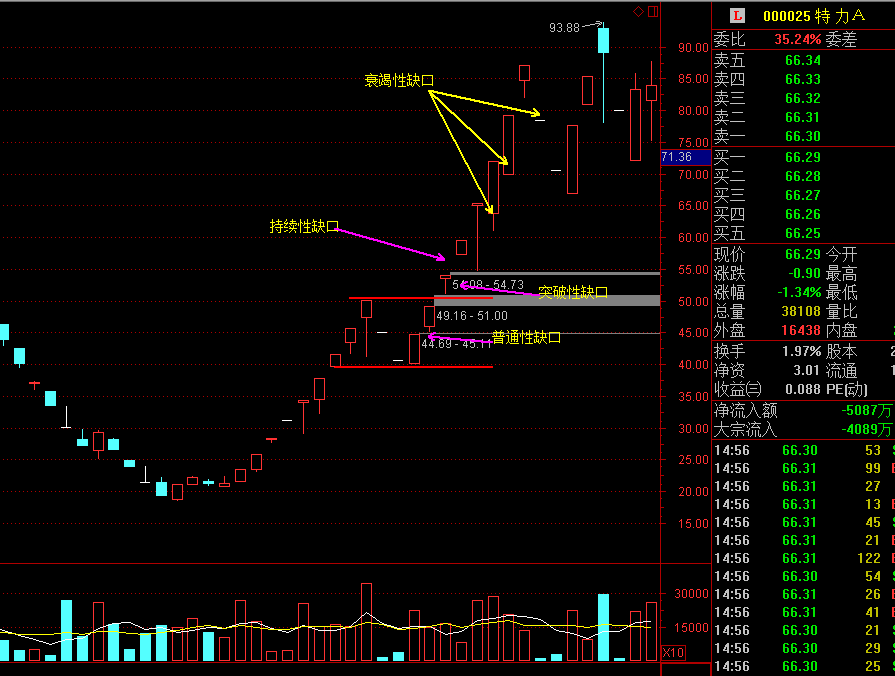 L 000025 特力A
委比 35.24% 委差
卖五 66.34
卖四 66.33
卖三 66.32
卖二 66.31
卖一 66.30
买一 66.29
买二 66.28
买三 66.27
买四 66.26
买五 66.25
现价 66.29 今开
涨跌 -0.90 最高
涨幅 -1.34% 最低
总量 38108 量比
外盘 16438 内盘
换手 1.97% 股本 2
净资 3.01 流通 1
收益㈢ 0.088 PE(动)
净流入额 -5087万
大宗流入 -4089万
14:56 66.30 53
14:56 66.31 99
14:56 66.31 27
14:56 66.31 13
14:56 66.31 45
14:56 66.31 21
14:56 66.31 122
14:56 66.30 54
14:56 66.31 26
14:56 66.31 41
14:56 66.30 21
14:56 66.30 29
14:56 66.30 25
93.88
衰竭性缺口
持续性缺口
54.08 - 54.73
突破性缺口
49.16 - 51.00
普通性缺口
44.69 - 45.11
90.00
85.00
80.00
75.00
71.36
70.00
65.00
60.00
55.00
50.00
45.00
40.00
35.00
30.00
25.00
20.00
15.00
30000
15000
X10